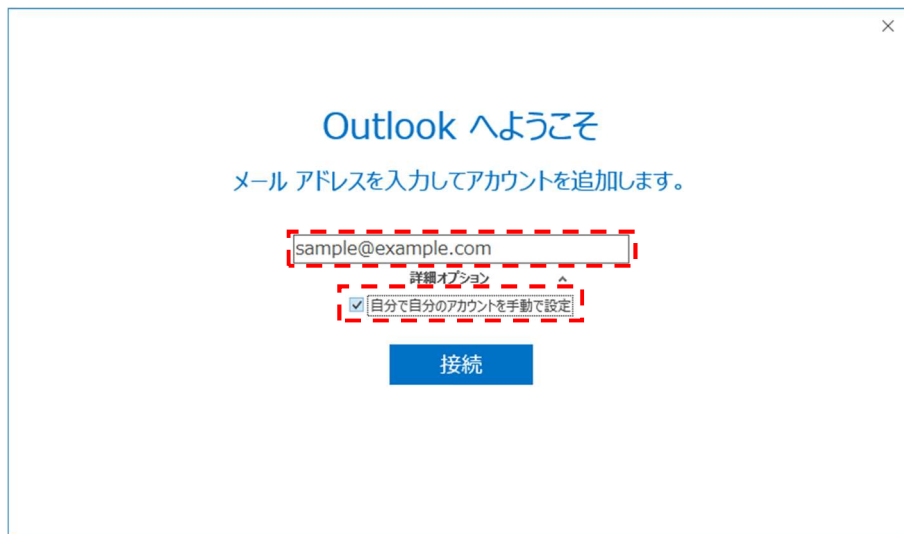 Outlook へようこそ
メール アドレスを入力してアカウントを追加します。
sample@example.com
詳細オプション
自分で自分のアカウントを手動で設定
接続